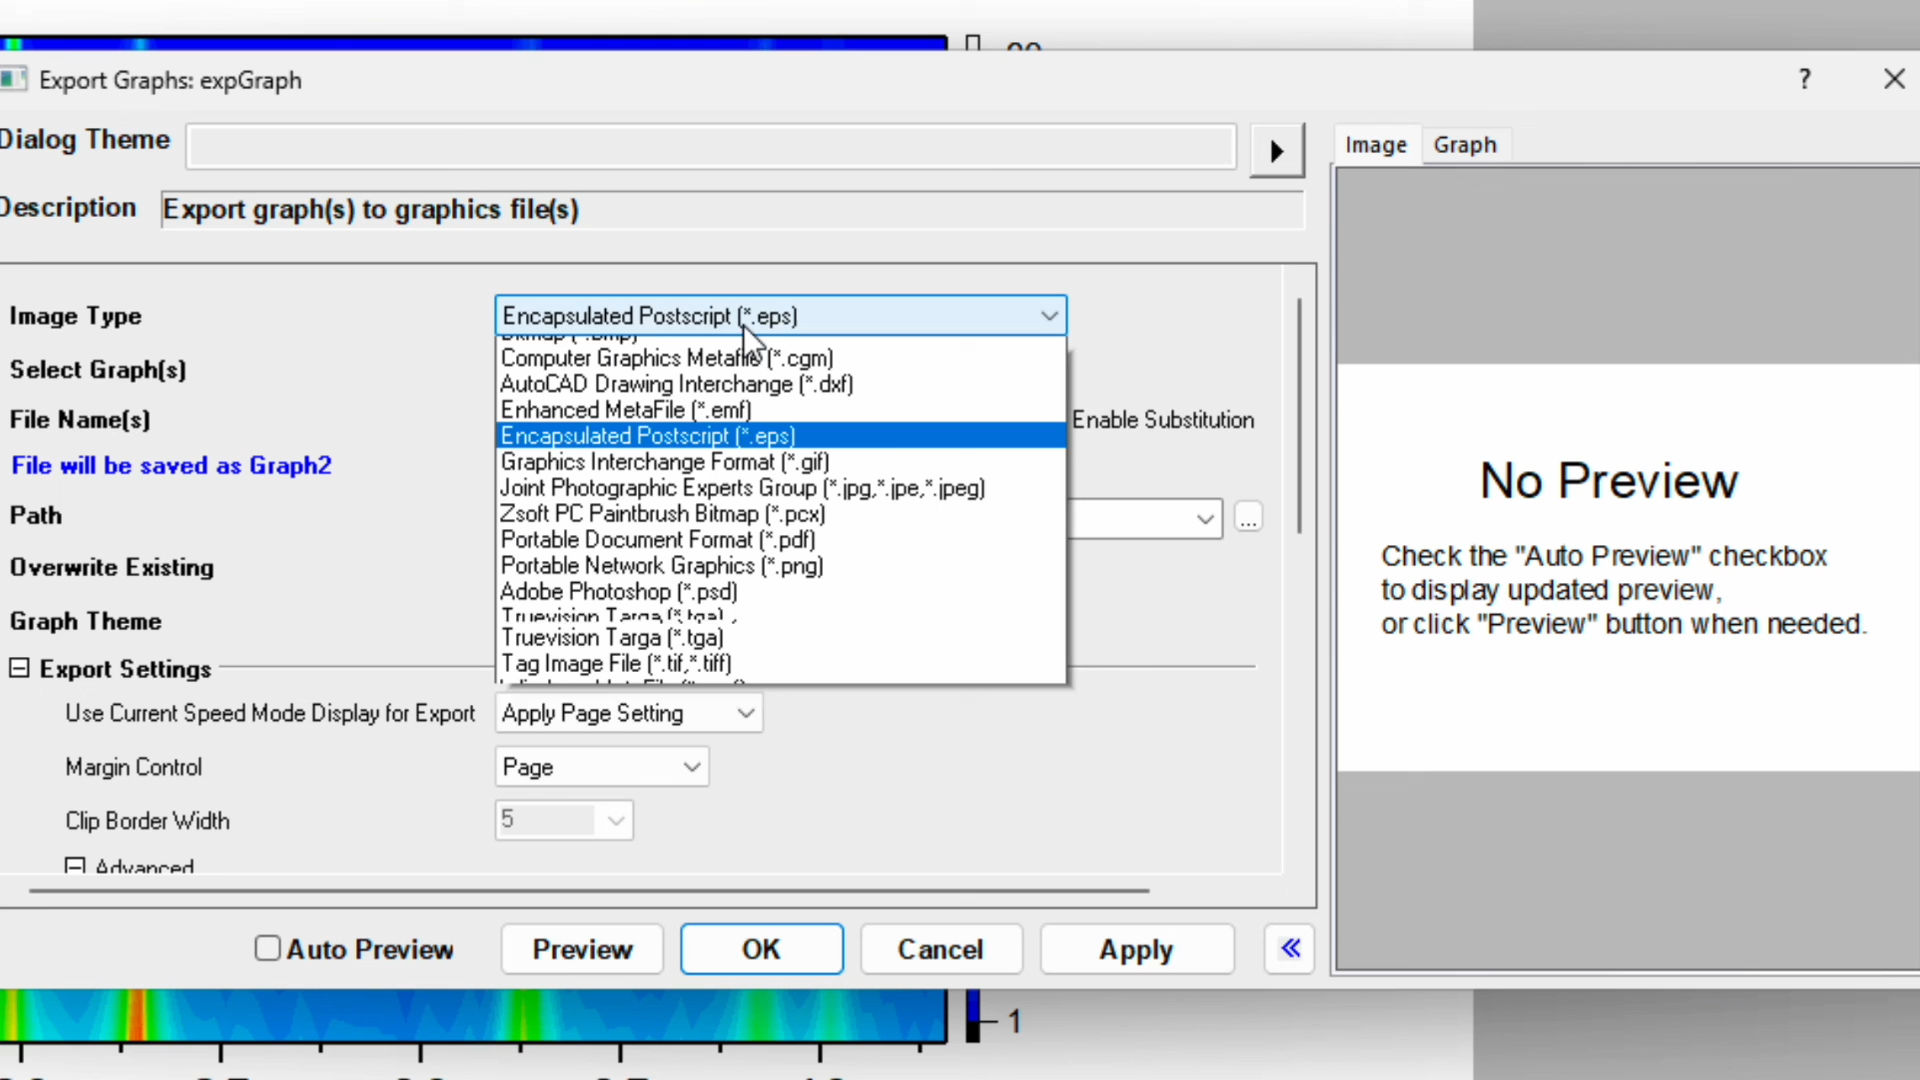 Export Graphs: expGraph
?
Dialog Theme
Description
Export graph(s) to graphics file(s)
Image Type
Encapsulated Postscript (*.eps)
Computer Graphics Metafile (*.cgm)
AutoCAD Drawing Interchange (*.dxf)
Enhanced MetaFile (*.emf)
Encapsulated Postscript (*.eps)
Graphics Interchange Format (*.gif)
Joint Photographic Experts Group (*.jpg,*.jpe,*.jpeg)
Zsoft PC Paintbrush Bitmap (*.pcx)
Portable Document Format (*.pdf)
Portable Network Graphics (*.png)
Adobe Photoshop (*.psd)
Truevision Targa (*.tga)
Truevision Targa (*.tga)
Tag Image File (*.tif,*.tiff)
Select Graph(s)
File Name(s)
Enable Substitution
File will be saved as Graph2
Path
...
Overwrite Existing
Graph Theme
Export Settings
Use Current Speed Mode Display for Export
Apply Page Setting
Margin Control
Page
Clip Border Width
5
Advanced
Auto Preview
Preview
OK
Cancel
Apply
Image
Graph
No Preview
Check the "Auto Preview" checkbox
to display updated preview,
or click "Preview" button when needed.
1